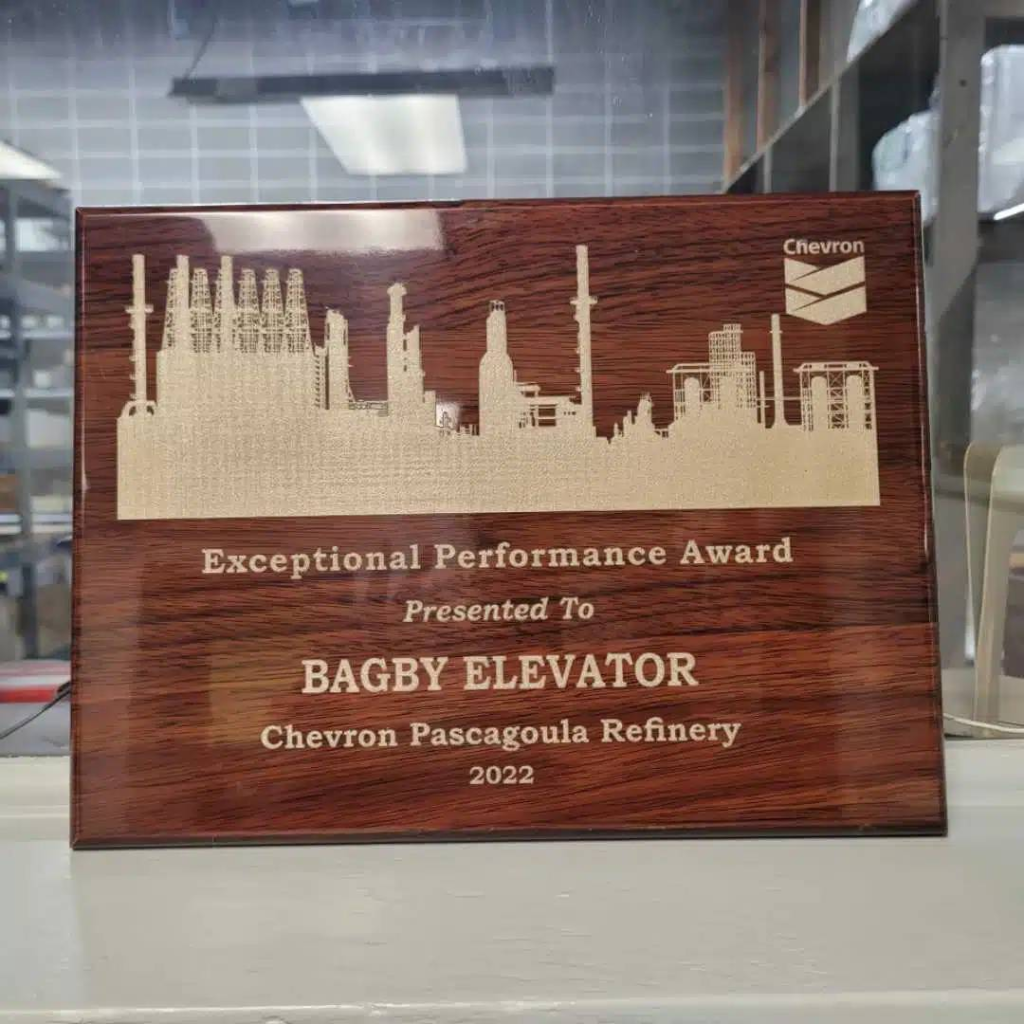 Chevron
Exceptional Performance Award
Presented To
BAGBY ELEVATOR
Chevron Pascagoula Refinery
2022